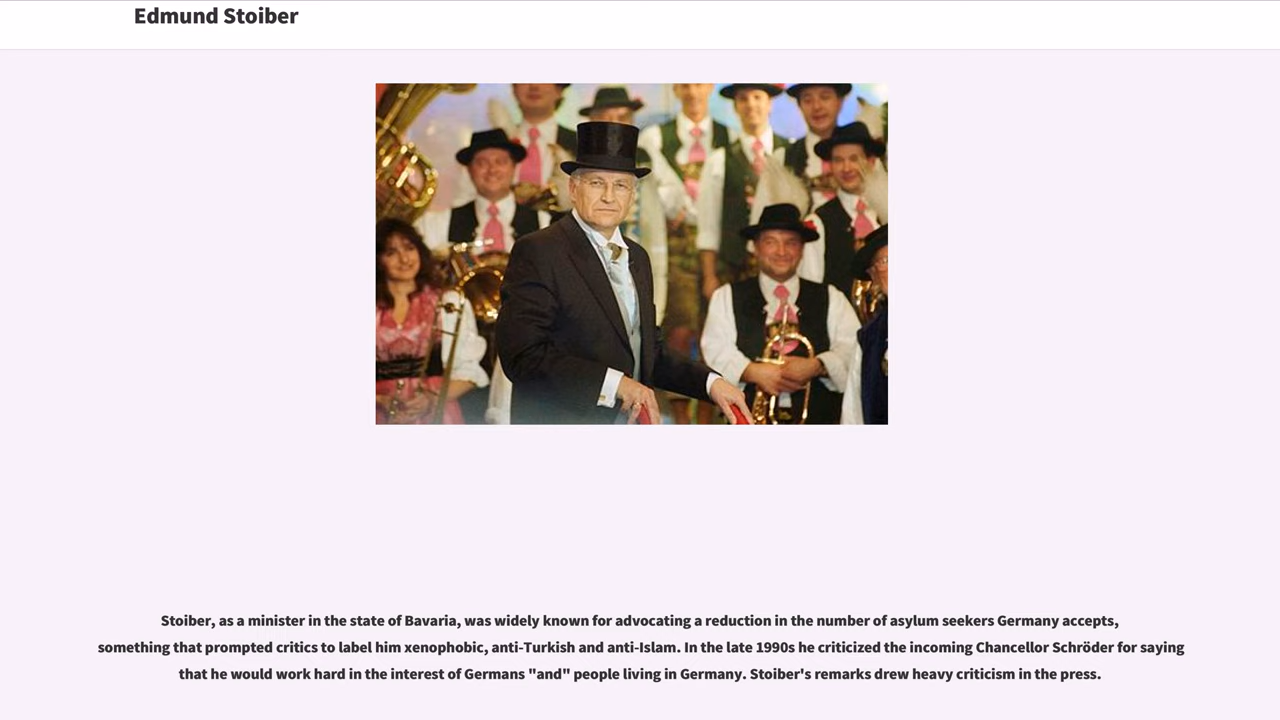 Edmund Stoiber
Stoiber, as a minister in the state of Bavaria, was widely known for advocating a reduction in the number of asylum seekers Germany accepts,
something that prompted critics to label him xenophobic, anti-Turkish and anti-Islam. In the late 1990s he criticized the incoming Chancellor Schröder for saying
that he would work hard in the interest of Germans "and" people living in Germany. Stoiber's remarks drew heavy criticism in the press.